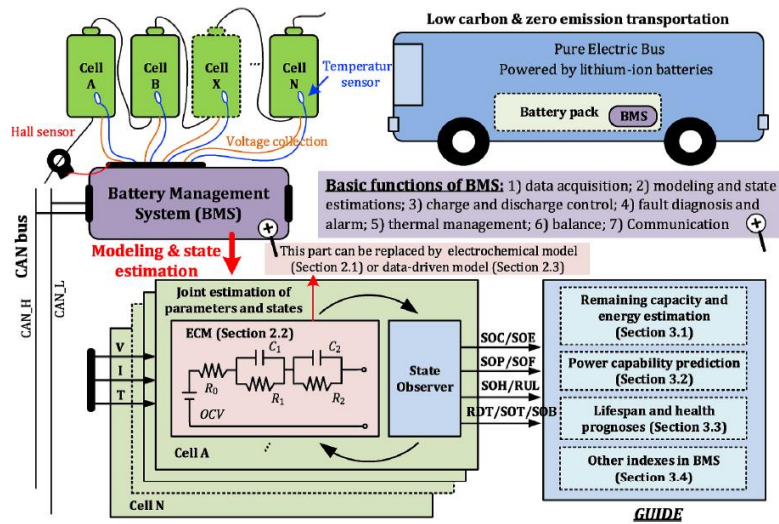 Low carbon & zero emission transportation
Cell
A
Cell
B
Cell
X
...
Cell
N
Temperatur
sensor
Hall sensor
Voltage collection
Pure Electric Bus
Powered by lithium-ion batteries
Battery pack
BMS
Battery Management
System (BMS)
Basic functions of BMS: 1) data acquisition; 2) modeling and state
estimations; 3) charge and discharge control; 4) fault diagnosis and
alarm; 5) thermal management; 6) balance; 7) Communication
CAN bus
CAN_H
CAN_L
Modeling & state
estimation
This part can be replaced by electrochemical model
(Section 2.1) or data-driven model (Section 2.3)
Joint estimation of
parameters and states
ECM (Section 2.2)
C1
C2
R0
R1
R2
OCV
V
I
T
State
Observer
...
Cell A
Cell N
SOC/SOE
SOP/SOF
SOH/RUL
RDT/SOT/SOB
Remaining capacity and
energy estimation
(Section 3.1)
Power capability prediction
(Section 3.2)
Lifespan and health
prognoses (Section 3.3)
Other indexes in BMS
(Section 3.4)
GUIDE